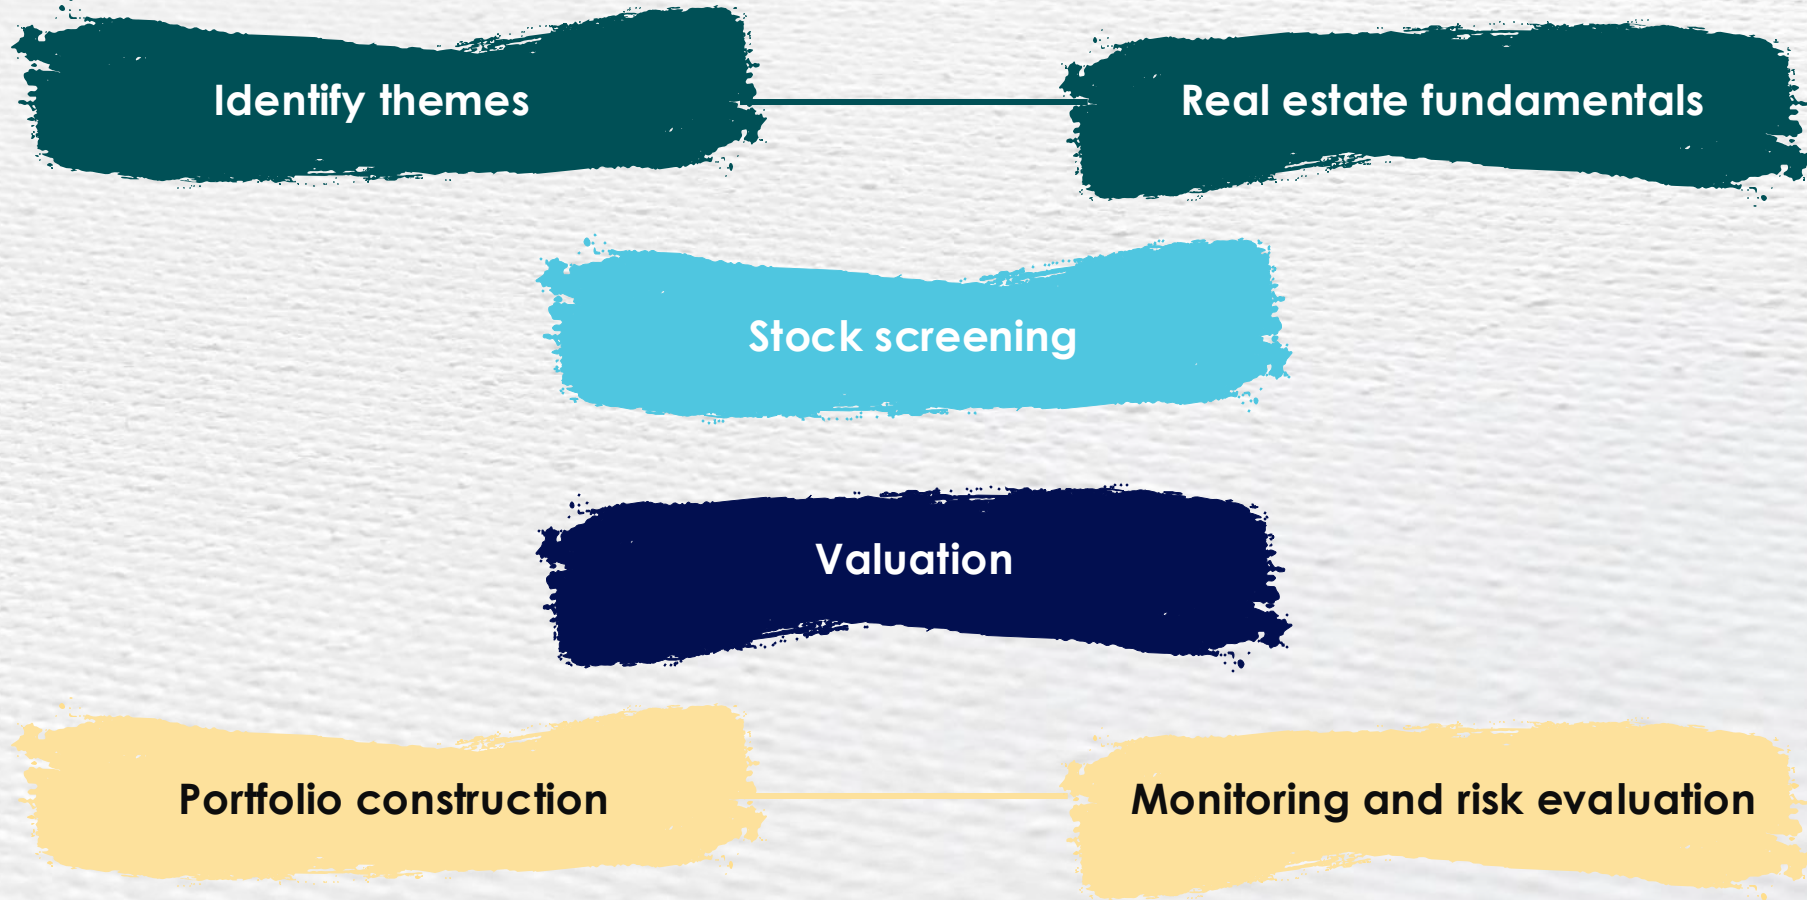 Identify themes
Real estate fundamentals
Stock screening
Valuation
Portfolio construction
Monitoring and risk evaluation